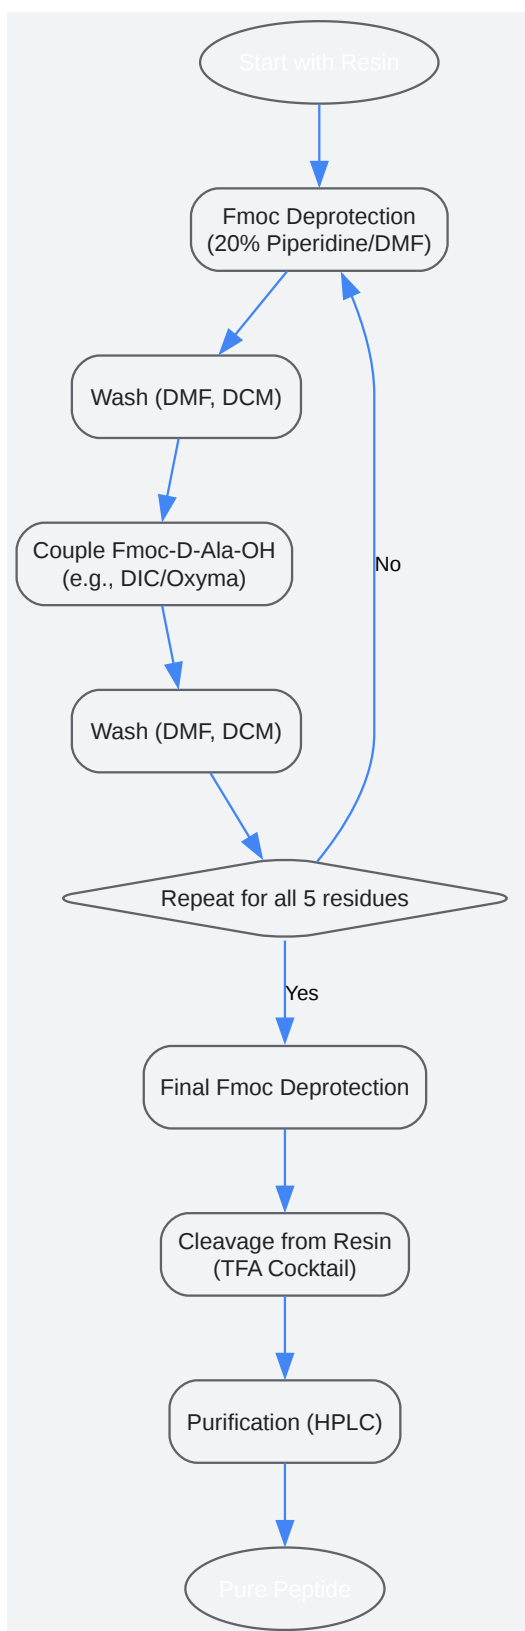 Start with Resin
Fmoc Deprotection
(20% Piperidine/DMF)
Wash (DMF, DCM)
Couple Fmoc-D-Ala-OH
(e.g., DIC/Oxyma)
No
Wash (DMF, DCM)
Repeat for all 5 residues
Yes
Final Fmoc Deprotection
Cleavage from Resin
(TFA Cocktail)
Purification (HPLC)
Pure Peptide